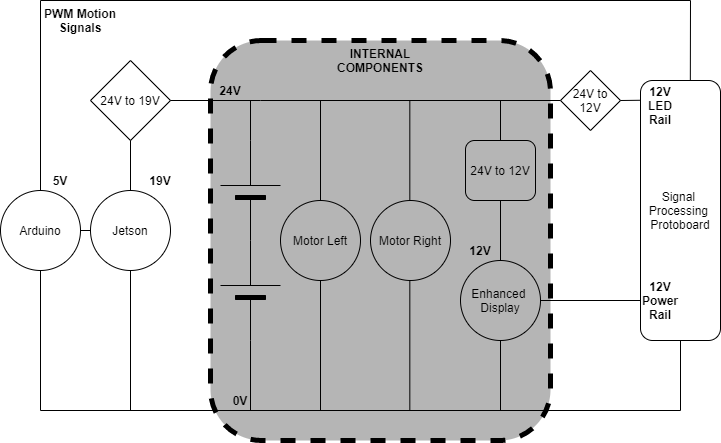 PWM Motion
Signals
INTERNAL
COMPONENTS
24V to 19V
24V
24V to
12V
12V
LED
Rail
24V to 12V
5V
19V
Arduino
Jetson
Motor Left
Motor Right
12V
Enhanced
Display
Signal
Processing
Protoboard
12V
Power
Rail
0V